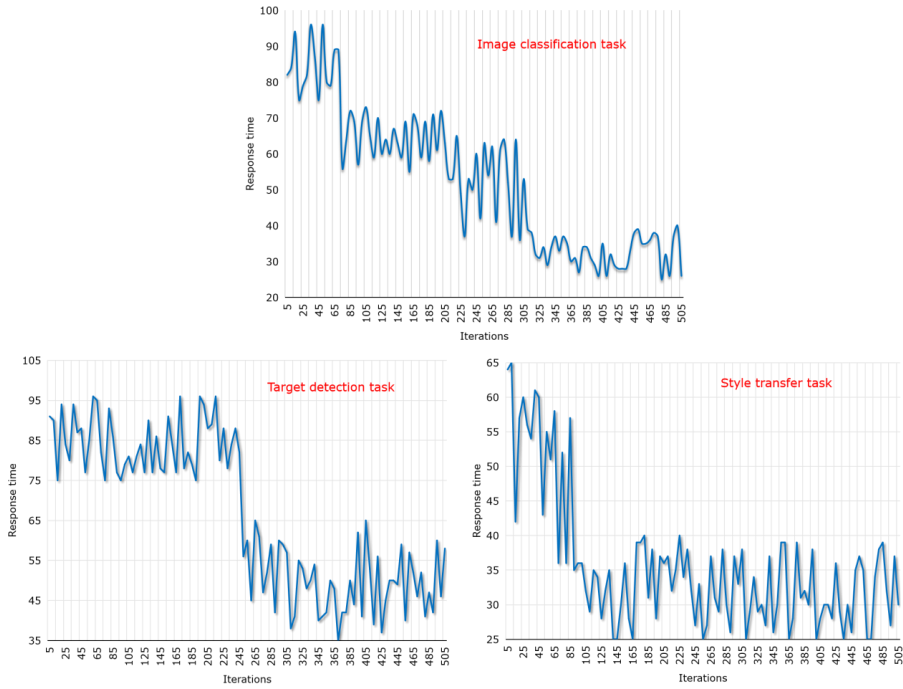 Image classification task
Response time
100
90
80
70
60
50
40
30
20
5 25 45 65 85 105 125 145 165 185 205 225 245 265 285 305 325 345 365 385 405 425 445 465 485 505
Iterations
Target detection task
Response time
105
95
85
75
65
55
45
35
5 25 45 65 85 105 125 145 165 185 205 225 245 265 285 305 325 345 365 385 405 425 445 465 485 505
Iterations
Style transfer task
Response time
65
60
55
50
45
40
35
30
25
5 25 45 65 85 105 125 145 165 185 205 225 245 265 285 305 325 345 365 385 405 425 445 465 485 505
Iterations